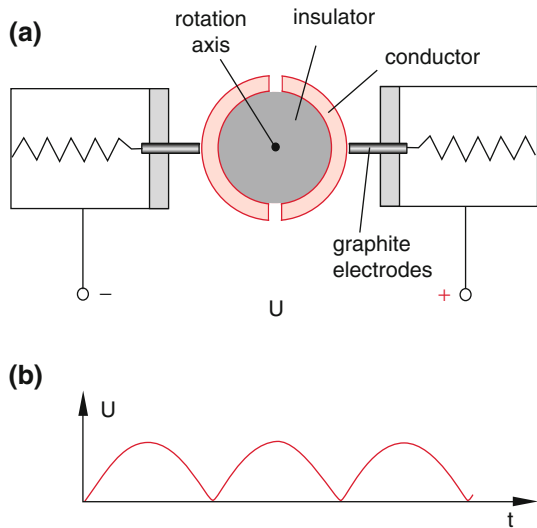 (a)
rotation
axis
insulator
conductor
graphite
electrodes
−
U
+
(b)
U
t